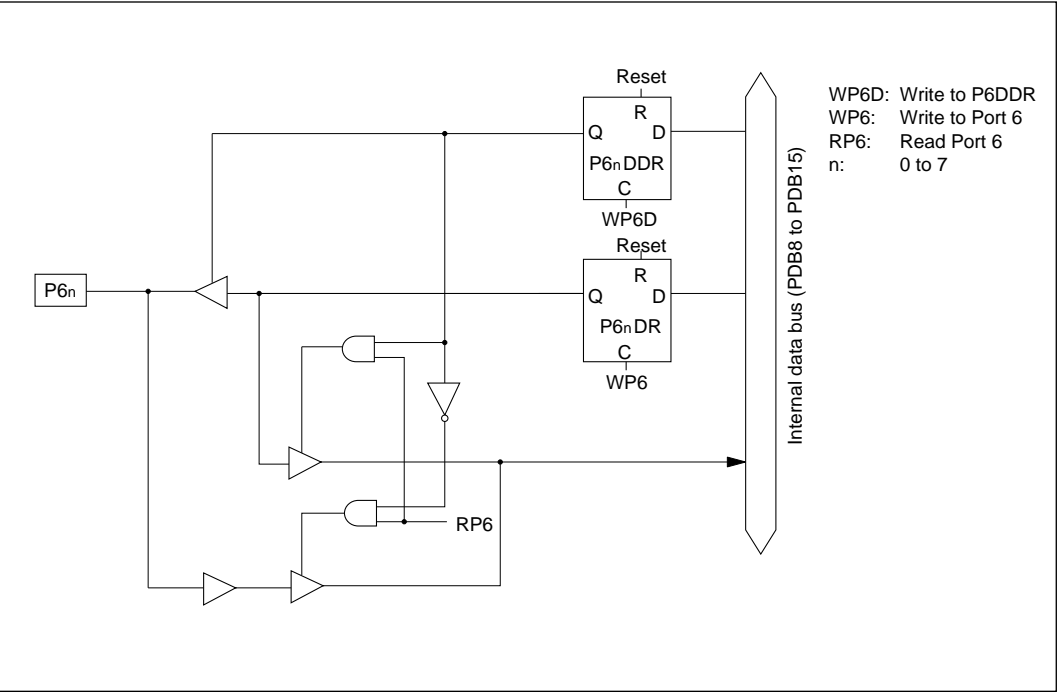 Reset
R
Q D
P6n DDR
C
WP6D
Reset
R
Q D
P6n DR
C
WP6
P6n
RP6
Internal data bus (PDB8 to PDB15)
WP6D: Write to P6DDR
WP6: Write to Port 6
RP6: Read Port 6
n: 0 to 7